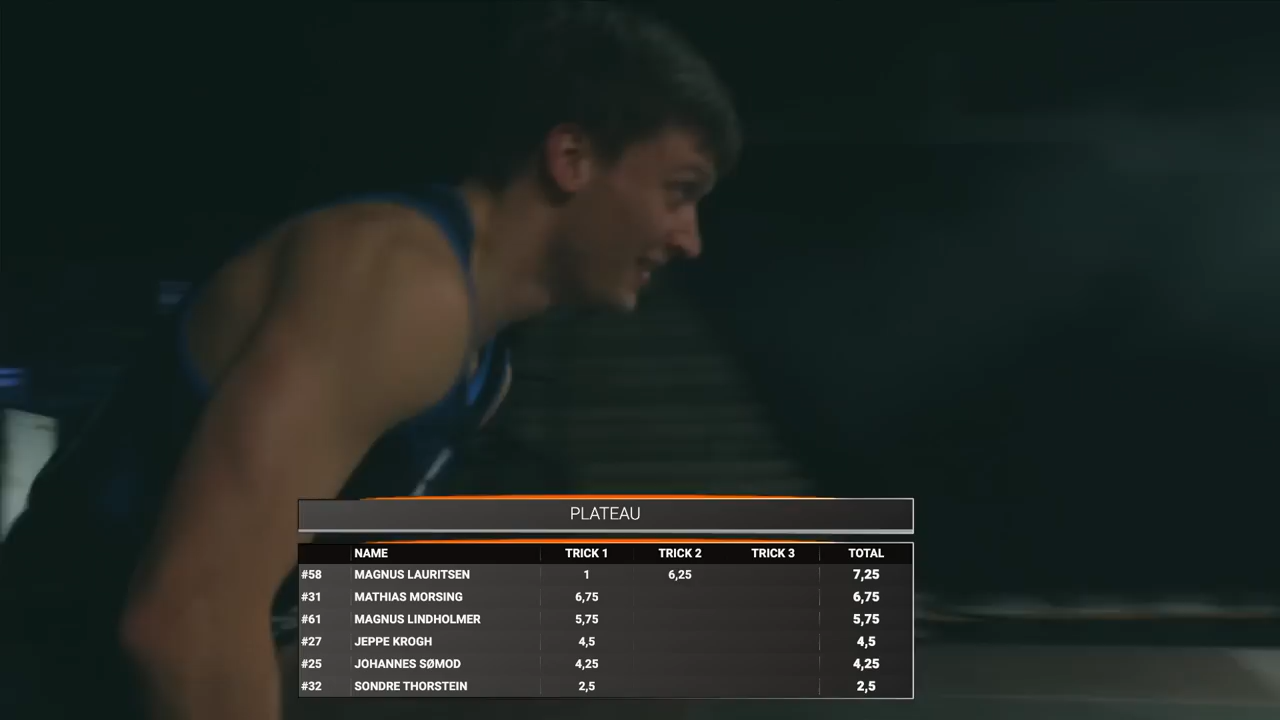 PLATEAU
NAME TRICK 1 TRICK 2 TRICK 3 TOTAL
#58 MAGNUS LAURITSEN 1 6,25 7,25
#31 MATHIAS MORSING 6,75 6,75
#61 MAGNUS LINDHOLMER 5,75 5,75
#27 JEPPE KROGH 4,5 4,5
#25 JOHANNES SØMOD 4,25 4,25
#32 SONDRE THORSTEIN 2,5 2,5